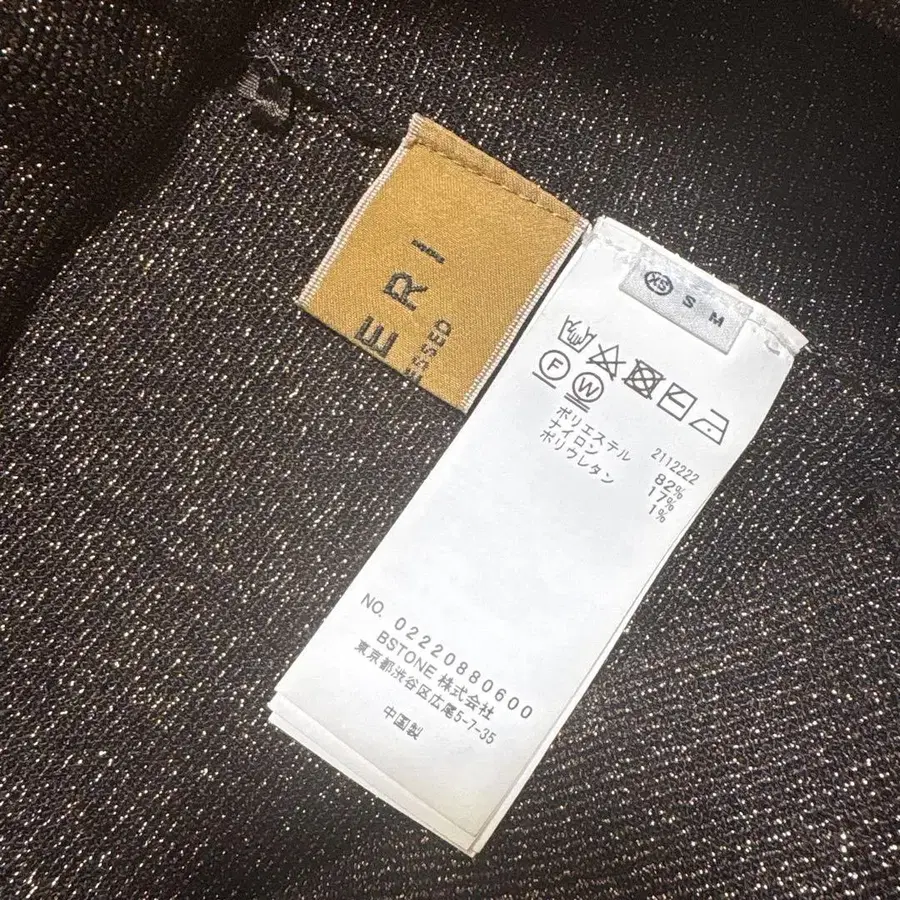 ERI
ESSED
XS S M
F W
2112222
ポリエステル 82%
ナイロン 17%
ポリウレタン 1%
NO. 02220880600
BSTONE 株式会社
東京都渋谷区広尾5-7-35
中国製